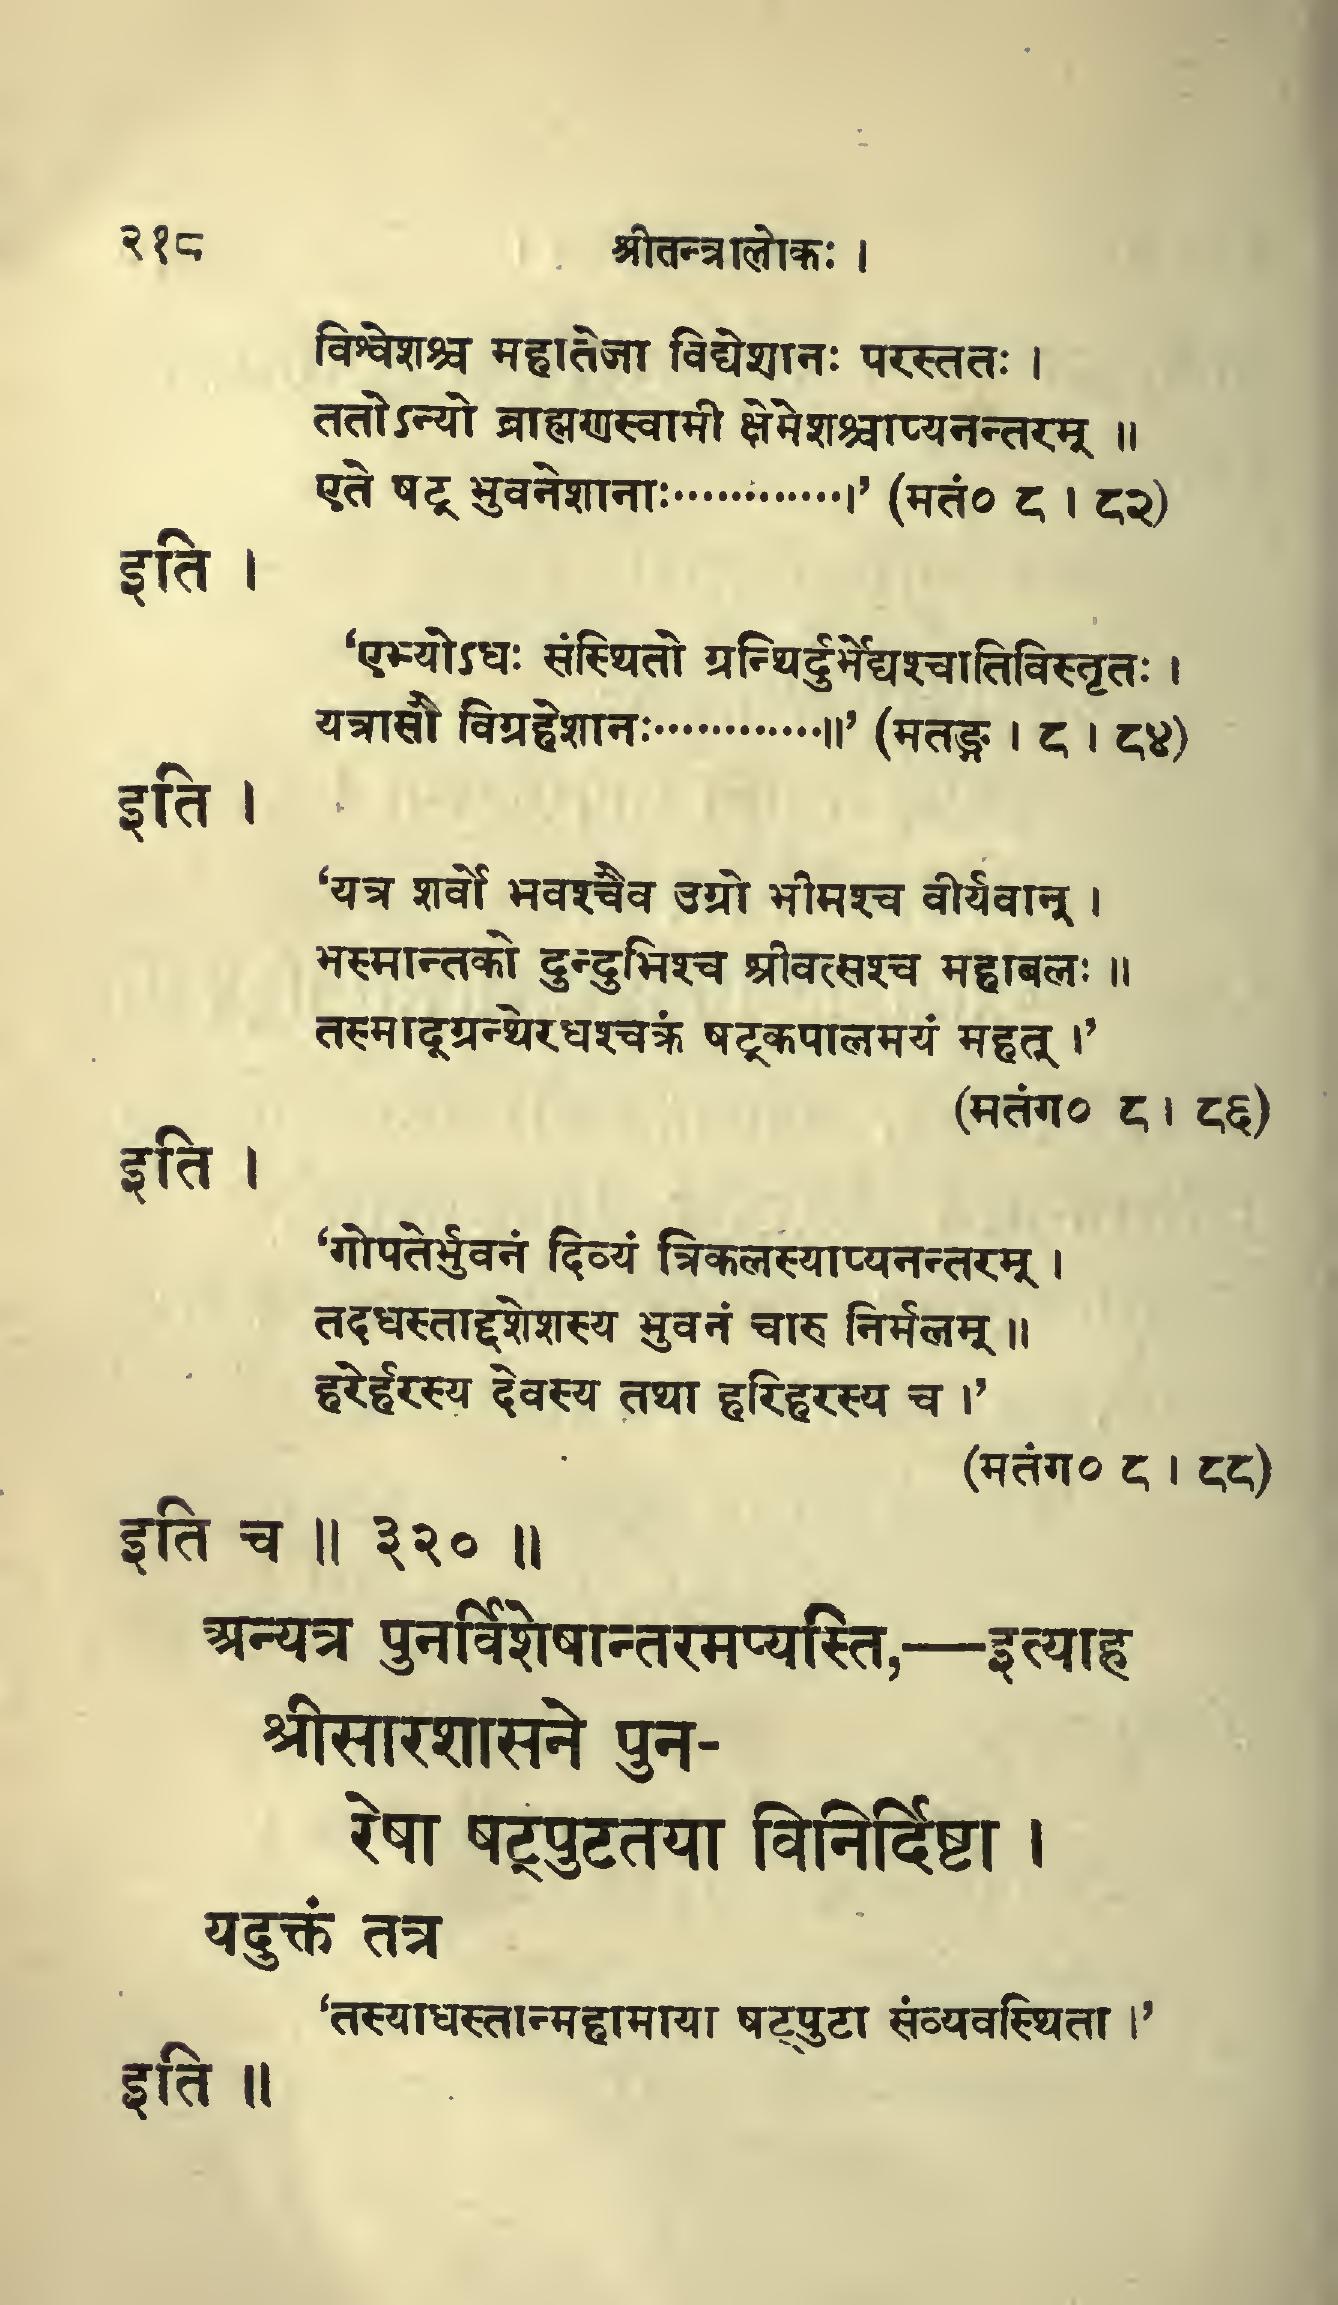 २१८ श्रीतन्त्रालोकः ।
विश्वेशश्च महातेजा विद्येशानः परस्ततः ।
ततोऽन्यो ब्राह्मणस्वामी क्षेमेशश्चाप्यनन्तरम् ॥
एते षट् भुवनेशानाः············।’ (मतं० ८ । ८२)
इति ।
‘एभ्योऽधः संस्थितो ग्रन्थिर्दुर्भेद्यश्चातिविस्तृतः ।
यत्रासौ विग्रहेशानः············॥’ (मतङ्ग । ८ । ८४)
इति ।
‘यत्र शर्वो भवश्चैव उग्रो भीमश्च वीर्यवान् ।
भस्मान्तको दुन्दुभिश्च श्रीवत्सश्च महाबलः ॥
तस्माद्ग्रन्थेरधश्चक्रं षट्कपालमयं महत् ।’
(मतंग० ८ । ८६)
इति ।
‘गोपतेर्भुवनं दिव्यं त्रिकलस्याप्यनन्तरम् ।
तदधस्ताद्दशेशस्य भुवनं चारु निर्मलम् ॥
हरेर्हरस्य देवस्य तथा हरिहरस्य च ।’
(मतंग० ८ । ८८)
इति च ॥ ३२० ॥
अन्यत्र पुनर्विशेषान्तरमप्यस्ति,—इत्याह
श्रीसारशासने पुन-
रेषा षट्पुटतया विनिर्दिष्टा ।
यदुक्तं तत्र
‘तस्याधस्तान्महामाया षट्पुटा संव्यवस्थिता ।’
इति ॥